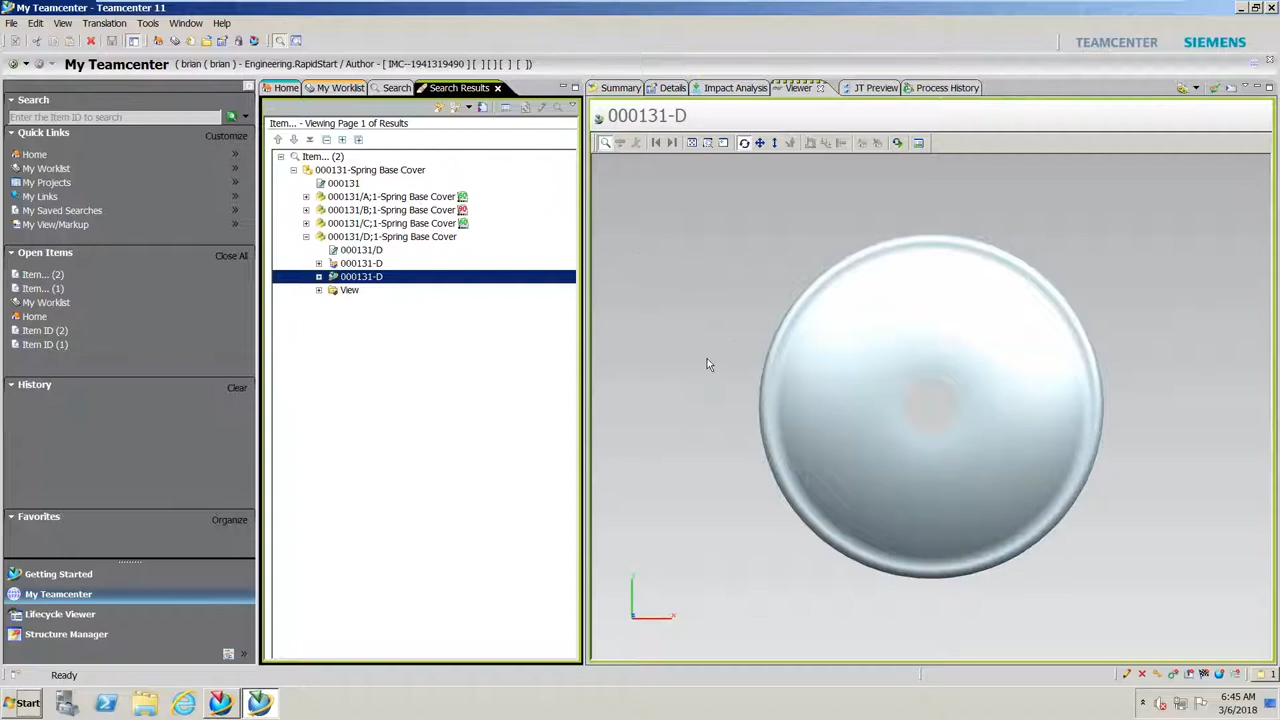 My Teamcenter - Teamcenter 11
File Edit View Translation Tools Window Help
TEAMCENTER SIEMENS
My Teamcenter ( brian ( brian ) - Engineering.RapidStart / Author - [ IMC--1941319490 ] [ ] [ ] [ ] [ ] )
Search
Enter the Item ID to search
Quick Links Customize
Home
My Worklist
My Projects
My Links
My Saved Searches
My View/Markup
Open Items Close All
Item... (2)
Item... (1)
My Worklist
Home
Item ID (2)
Item ID (1)
History Clear
Favorites Organize
Getting Started
My Teamcenter
Lifecycle Viewer
Structure Manager
Home My Worklist Search Search Results
Item... - Viewing Page 1 of Results
Item... (2)
000131-Spring Base Cover
000131
000131/A;1-Spring Base Cover
000131/B;1-Spring Base Cover
000131/C;1-Spring Base Cover
000131/D;1-Spring Base Cover
000131/D
000131-D
000131-D
View
Summary Details Impact Analysis Viewer JT Preview Process History
000131-D
Ready
1
Start
6:45 AM
3/6/2018